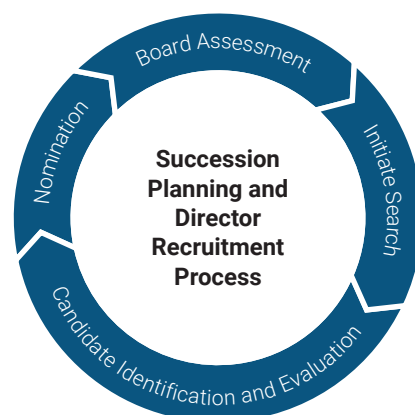 Board Assessment
Initiate Search
Candidate Identification and Evaluation
Nomination
Succession
Planning and
Director
Recruitment
Process